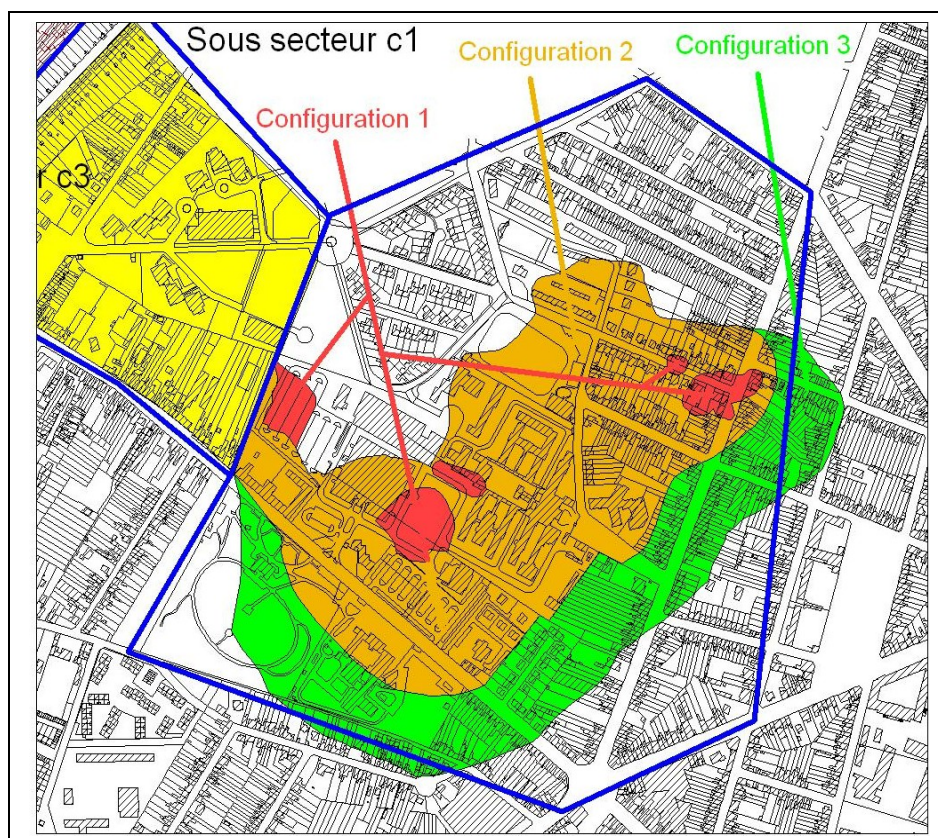 Sous secteur c1
Configuration 2
Configuration 3
Configuration 1
r c3